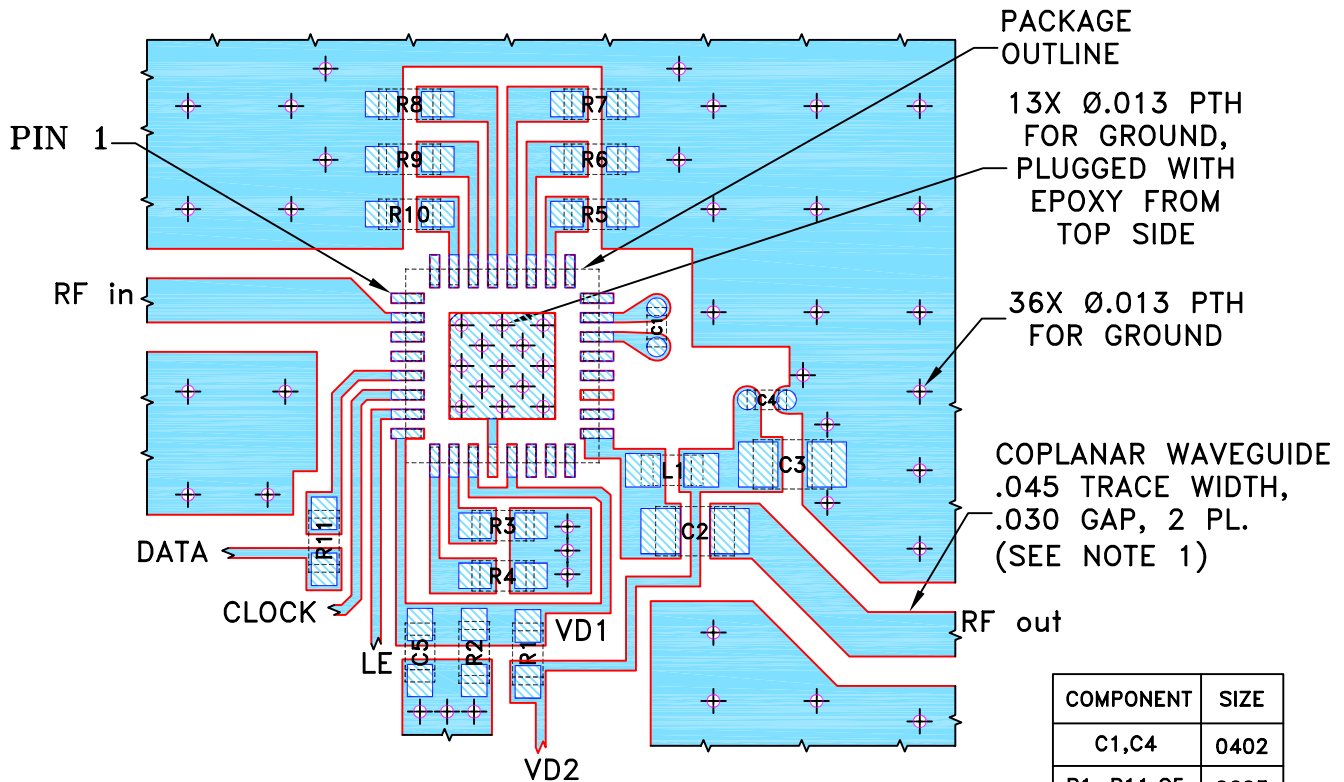 PACKAGE
OUTLINE
13X Ø.013 PTH
FOR GROUND,
PLUGGED WITH
EPOXY FROM
TOP SIDE
PIN 1
R8
R7
R9
R6
R10
R5
RF in
36X Ø.013 PTH
FOR GROUND
C1
C4
L1
C3
COPLANAR WAVEGUIDE
.045 TRACE WIDTH,
.030 GAP, 2 PL.
(SEE NOTE 1)
R11
R3
C2
DATA
R4
CLOCK
VD1
RF out
LE
C5
R2
R1
VD2
COMPONENT SIZE
C1,C4 0402